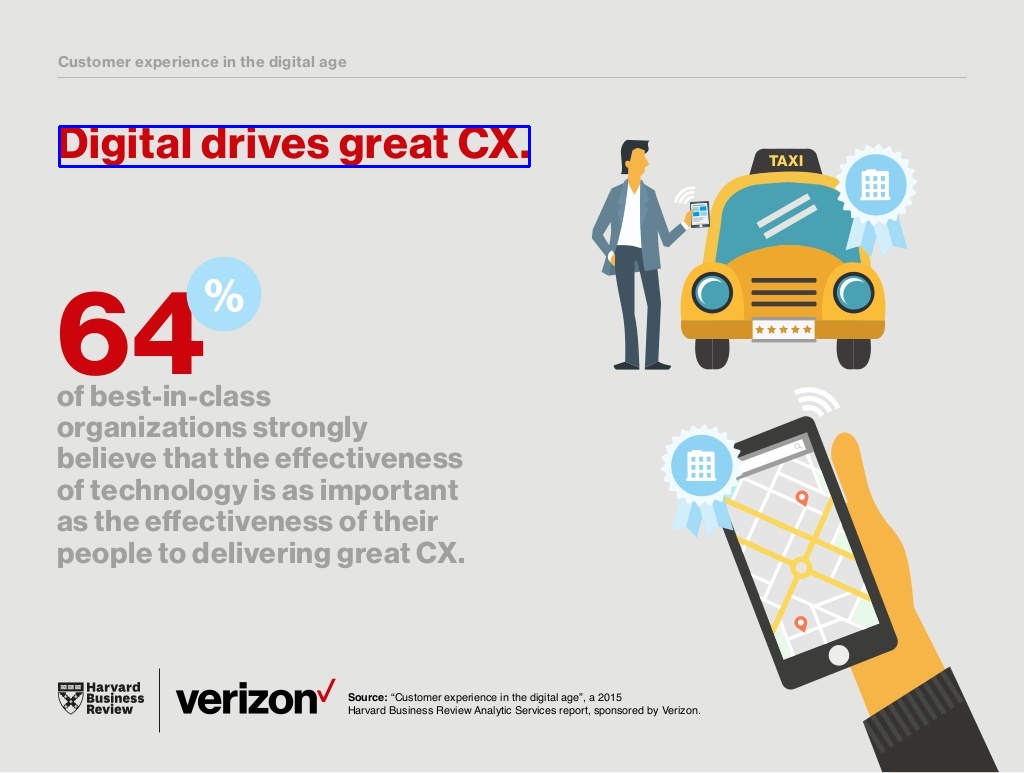 Customer experience in the digital age
Digital drives great CX.
TAXI
64%
of best-in-class
organizations strongly
believe that the effectiveness
of technology is as important
as the effectiveness of their
people to delivering great CX.
Harvard
Business
Review
verizon✓
Source: “Customer experience in the digital age”, a 2015
Harvard Business Review Analytic Services report, sponsored by Verizon.